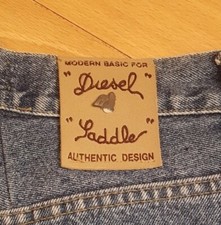 MODERN BASIC FOR
"Diesel"
"Saddle"
AUTHENTIC DESIGN